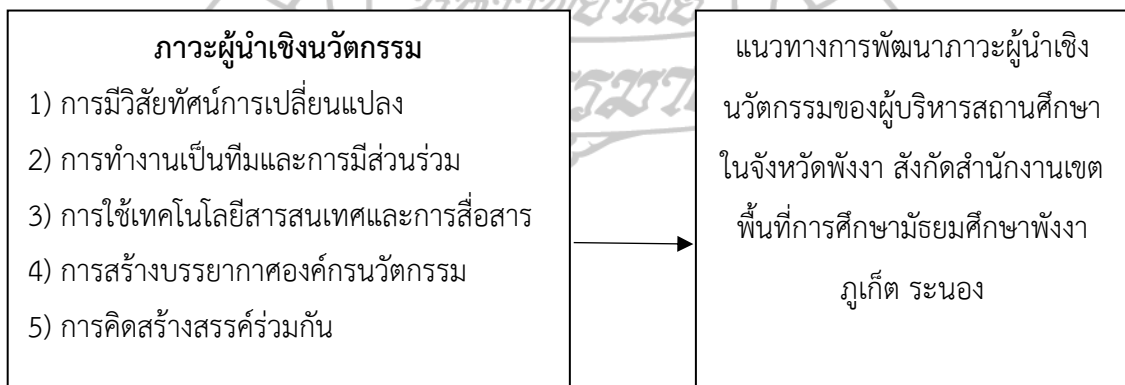 ภาวะผู้นำเชิงนวัตกรรม
1) การมีวิสัยทัศน์การเปลี่ยนแปลง
2) การทำงานเป็นทีมและการมีส่วนร่วม
3) การใช้เทคโนโลยีสารสนเทศและการสื่อสาร
4) การสร้างบรรยากาศองค์กรนวัตกรรม
5) การคิดสร้างสรรค์ร่วมกัน
แนวทางการพัฒนาภาวะผู้นำเชิง
นวัตกรรมของผู้บริหารสถานศึกษา
ในจังหวัดพังงา สังกัดสำนักงานเขต
พื้นที่การศึกษามัธยมศึกษาพังงา
ภูเก็ต ระนอง